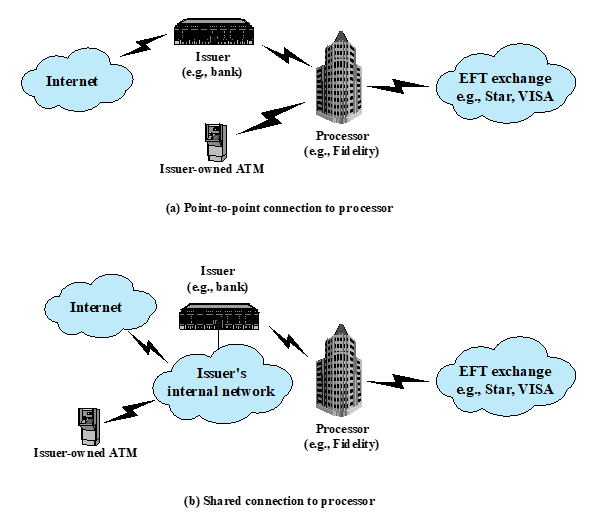 Issuer
(e.g., bank)
Internet
EFT exchange
e.g., Star, VISA
Processor
(e.g., Fidelity)
Issuer-owned ATM
(a) Point-to-point connection to processor
Issuer
(e.g., bank)
Internet
Issuer's
internal network
EFT exchange
e.g., Star, VISA
Processor
(e.g., Fidelity)
Issuer-owned ATM
(b) Shared connection to processor